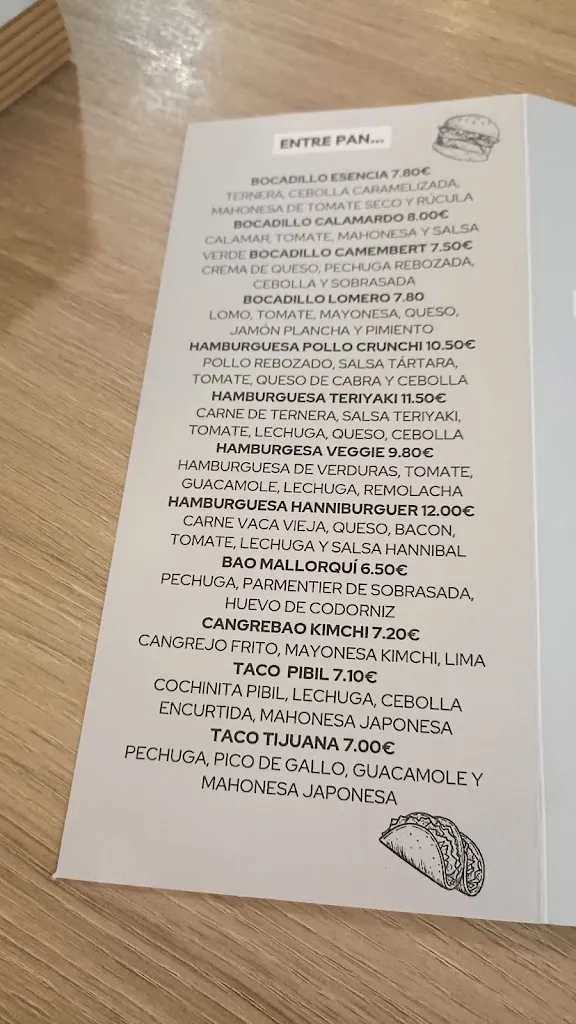 ENTRE PAN...
BOCADILLO ESENCIA 7.80€
TERNERA, CEBOLLA CARAMELIZADA,
MAHONESA DE TOMATE SECO Y RÚCULA
BOCADILLO CALAMARDO 8.00€
CALAMAR, TOMATE, MAHONESA Y SALSA
VERDE BOCADILLO CAMEMBERT 7.50€
CREMA DE QUESO, PECHUGA REBOZADA,
CEBOLLA Y SOBRASADA
BOCADILLO LOMERO 7.80
LOMO, TOMATE, MAYONESA, QUESO,
JAMÓN PLANCHA Y PIMIENTO
HAMBURGUESA POLLO CRUNCHI 10.50€
POLLO REBOZADO, SALSA TÁRTARA,
TOMATE, QUESO DE CABRA Y CEBOLLA
HAMBURGUESA TERIYAKI 11.50€
CARNE DE TERNERA, SALSA TERIYAKI,
TOMATE, LECHUGA, QUESO, CEBOLLA
HAMBURGESA VEGGIE 9.80€
HAMBURGUESA DE VERDURAS, TOMATE,
GUACAMOLE, LECHUGA, REMOLACHA
HAMBURGUESA HANNIBURGUER 12.00€
CARNE VACA VIEJA, QUESO, BACON,
TOMATE, LECHUGA Y SALSA HANNIBAL
BAO MALLORQUÍ 6.50€
PECHUGA, PARMENTIER DE SOBRASADA,
HUEVO DE CODORNIZ
CANGREBAO KIMCHI 7.20€
CANGREJO FRITO, MAYONESA KIMCHI, LIMA
TACO PIBIL 7.10€
COCHINITA PIBIL, LECHUGA, CEBOLLA
ENCURTIDA, MAHONESA JAPONESA
TACO TIJUANA 7.00€
PECHUGA, PICO DE GALLO, GUACAMOLE Y
MAHONESA JAPONESA